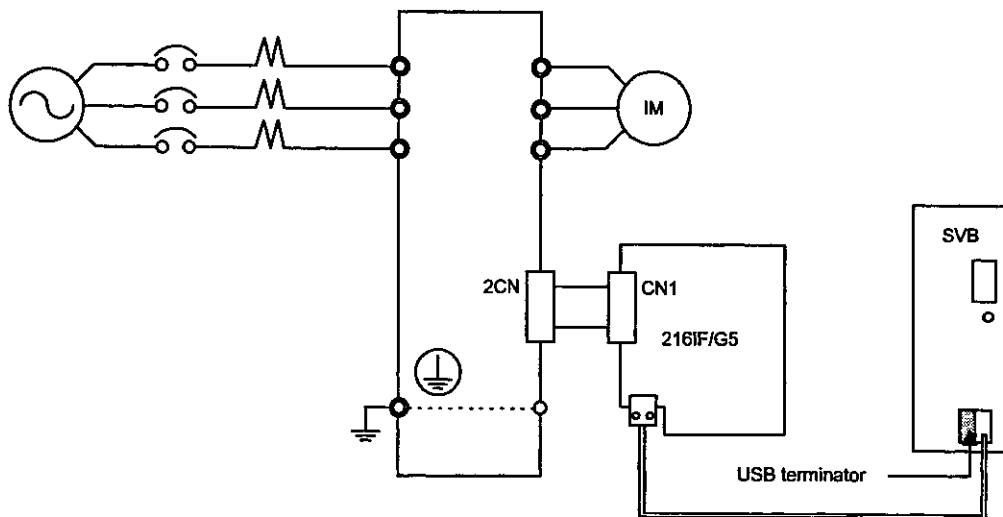 IM
SVB
2CN
CN1
216IF/G5
USB terminator